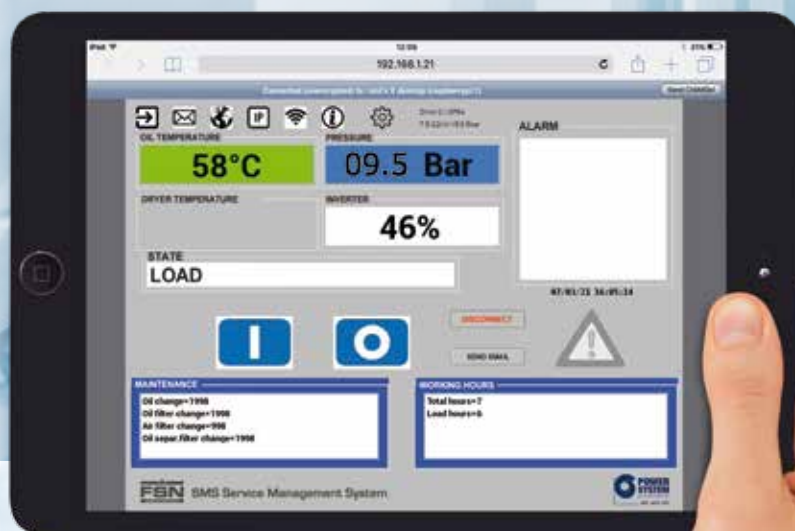 iPad
12:06
31%
192.168.1.21
IP
OIL TEMPERATURE
58°C
PRESSURE
09.5 Bar
ALARM
DRYER TEMPERATURE
INVERTER
46%
STATE
LOAD
DISCONNECT
SEND EMAIL
MAINTENANCE
Oil change=1998
Oil filter change=1998
Air filter change=998
Oil separ.filter change=1998
WORKING HOURS
Total hours=7
Load hours=6
FSN SMS Service Management System
POWER
SYSTEM